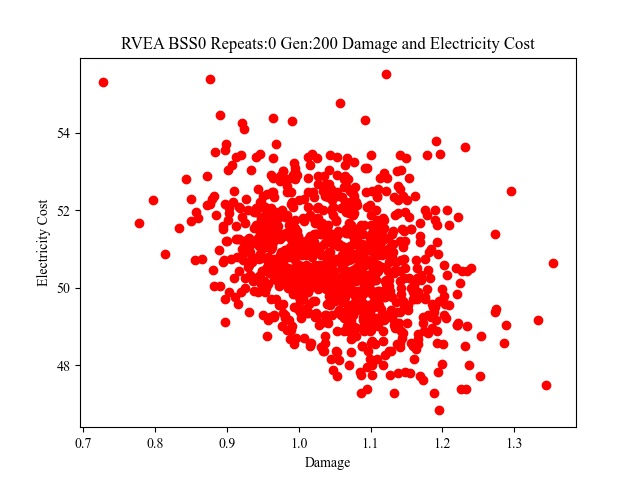 RVEA BSS0 Repeats:0 Gen:200 Damage and Electricity Cost
54
52
50
48
Electricity Cost
0.7 0.8 0.9 1.0 1.1 1.2 1.3
Damage